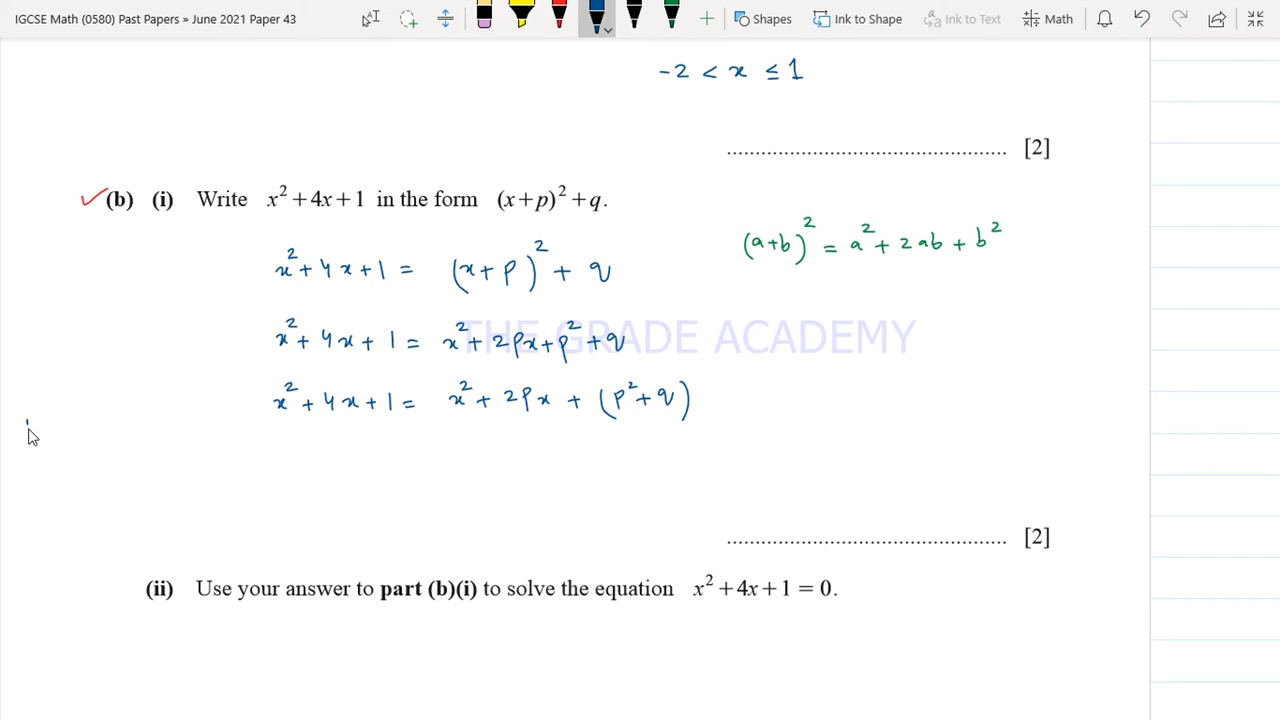 IGCSE Math (0580) Past Papers » June 2021 Paper 43
Shapes Ink to Shape Ink to Text Math
-2 < x ≤ 1
.............................................. [2]
(b) (i) Write x² + 4x + 1 in the form (x + p)² + q.
(a+b)² = a² + 2ab + b²
x² + 4x + 1 = (x + p)² + q
x² + 4x + 1 = x² + 2px + p² + q
THE GRADE ACADEMY
x² + 4x + 1 = x² + 2px + (p² + q)
.............................................. [2]
(ii) Use your answer to part (b)(i) to solve the equation x² + 4x + 1 = 0.